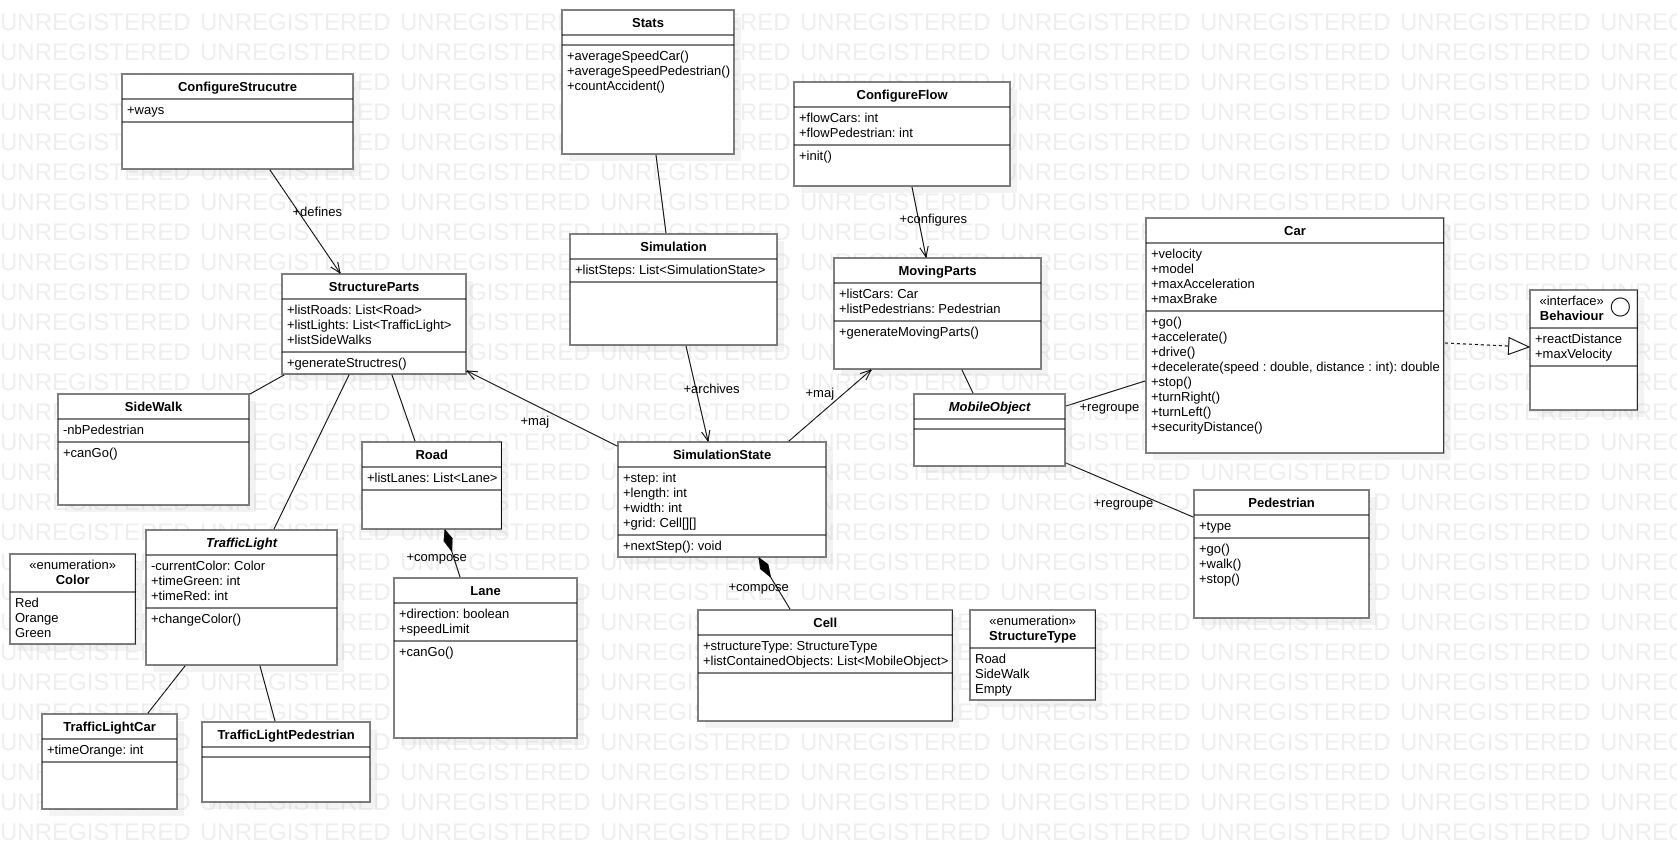 Stats
+averageSpeedCar()
+averageSpeedPedestrian()
+countAccident()
ConfigureStrucutre
+ways
ConfigureFlow
+flowCars: int
+flowPedestrian: int
+init()
+defines
+configures
Simulation
+listSteps: List<SimulationState>
MovingParts
+listCars: Car
+listPedestrians: Pedestrian
+generateMovingParts()
Car
+velocity
+model
+maxAcceleration
+maxBrake
+go()
+accelerate()
+drive()
+decelerate(speed : double, distance : int): double
+stop()
+turnRight()
+turnLeft()
+securityDistance()
«interface»
Behaviour
+reactDistance
+maxVelocity
StructureParts
+listRoads: List<Road>
+listLights: List<TrafficLight>
+listSideWalks
+generateStructres()
+archives
+maj
+maj
MobileObject
+regroupe
+regroupe
SideWalk
-nbPedestrian
+canGo()
Road
+listLanes: List<Lane>
SimulationState
+step: int
+length: int
+width: int
+grid: Cell[][]
+nextStep(): void
Pedestrian
+type
+go()
+walk()
+stop()
«enumeration»
Color
Red
Orange
Green
TrafficLight
-currentColor: Color
+timeGreen: int
+timeRed: int
+changeColor()
+compose
Lane
+direction: boolean
+speedLimit
+canGo()
+compose
Cell
+structureType: StructureType
+listContainedObjects: List<MobileObject>
«enumeration»
StructureType
Road
SideWalk
Empty
TrafficLightCar
+timeOrange: int
TrafficLightPedestrian
UNREGISTERED